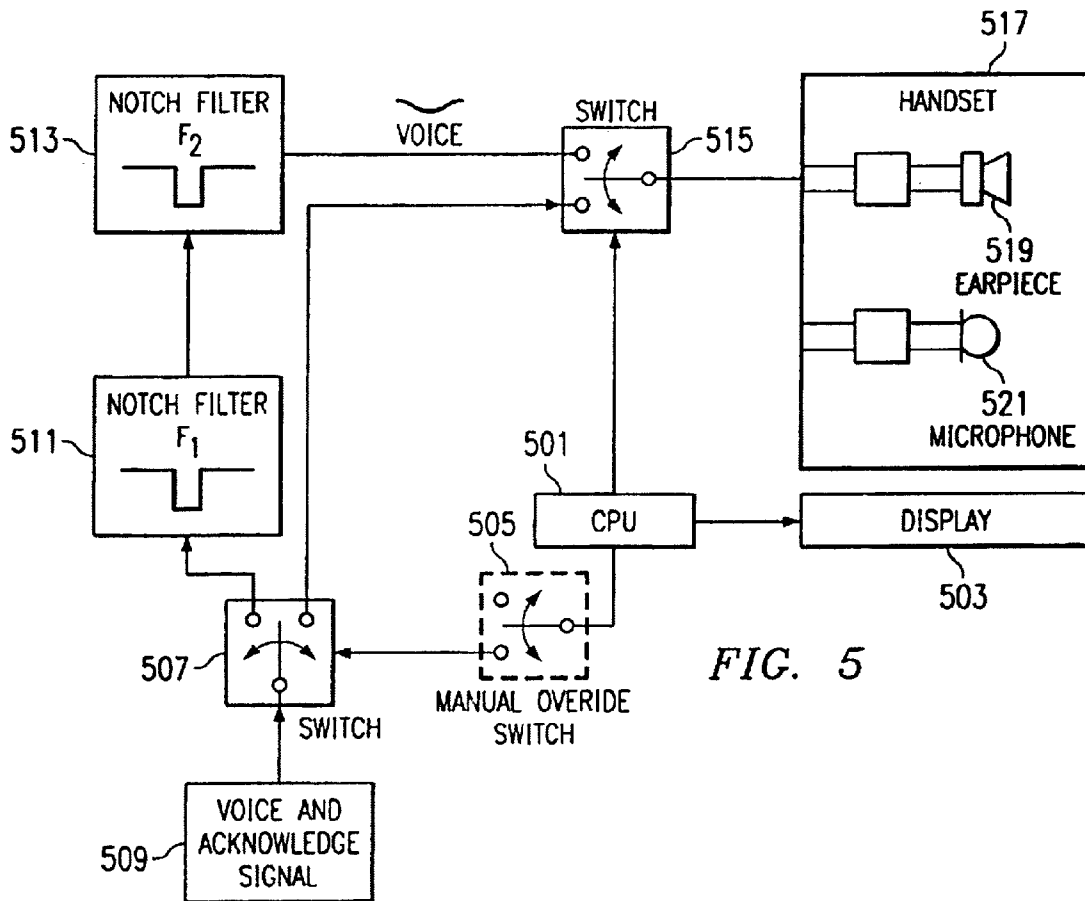 517
NOTCH FILTER
F2
513
VOICE
SWITCH
515
HANDSET
519
EARPIECE
521
MICROPHONE
NOTCH FILTER
F1
511
501
CPU
DISPLAY
503
505
MANUAL OVERIDE
SWITCH
507
SWITCH
FIG. 5
VOICE AND
ACKNOWLEDGE
SIGNAL
509